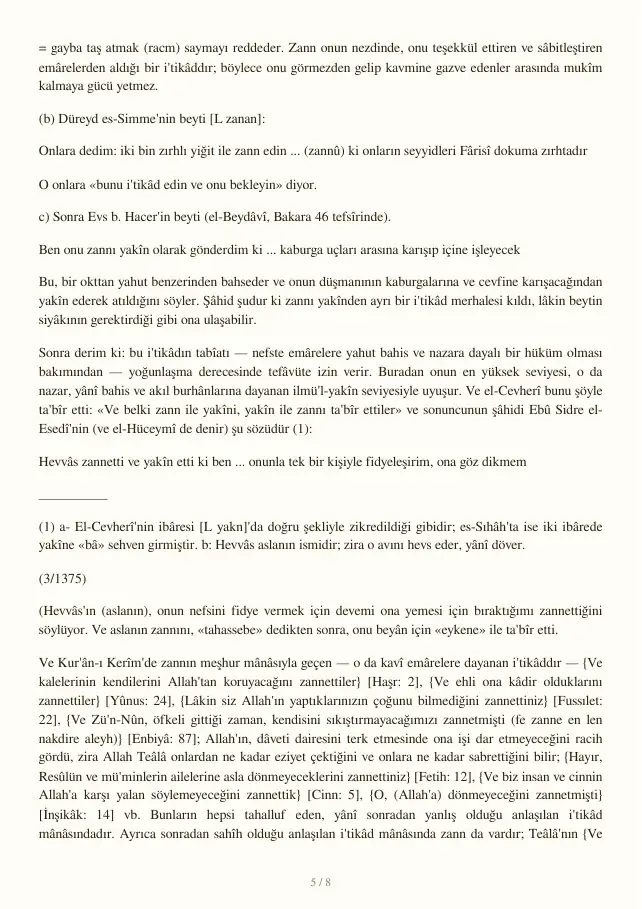 = gayba taş atmak (racm) saymayı reddeder. Zann onun nezdinde, onu teşekkül ettiren ve sâbitleştiren
emârelerden aldığı bir i'tikâddır; böylece onu görmezden gelip kavmine gazve edenler arasında mukîm
kalmaya gücü yetmez.
(b) Düreyd es-Simme'nin beyti [L zanan]:
Onlara dedim: iki bin zırhlı yiğit ile zann edin ... (zannû) ki onların seyyidleri Fârisî dokuma zırhtadır
O onlara «bunu i'tikâd edin ve onu bekleyin» diyor.
c) Sonra Evs b. Hacer'in beyti (el-Beydâvî, Bakara 46 tefsîrinde).
Ben onu zannı yakîn olarak gönderdim ki ... kaburga uçları arasına karışıp içine işleyecek
Bu, bir okttan yahut benzerinden bahseder ve onun düşmanının kaburgalarına ve cevfine karışacağından
yakîn ederek atıldığını söyler. Şâhid şudur ki zannı yakînden ayrı bir i'tikâd merhalesi kıldı, lâkin beytin
siyâkının gerektirdiği gibi ona ulaşabilir.
Sonra derim ki: bu i'tikâdın tabîatı — nefste emârelere yahut bahis ve nazara dayalı bir hüküm olması
bakımından — yoğunlaşma derecesinde tefâvüte izin verir. Buradan onun en yüksek seviyesi, o da
nazar, yânî bahis ve akıl burhânlarına dayanan ilmü'l-yakîn seviyesiyle uyuşur. Ve el-Cevherî bunu şöyle
ta'bîr etti: «Ve belki zann ile yakîni, yakîn ile zannı ta'bîr ettiler» ve sonuncunun şâhidi Ebû Sidre el-
Esedî'nin (ve el-Hüceymî de denir) şu sözüdür (1):
Hevvâs zannetti ve yakîn etti ki ben ... onunla tek bir kişiyle fidyeleşirim, ona göz dikmem
(1) a- El-Cevherî'nin ibâresi [L yakn]'da doğru şekliyle zikredildiği gibidir; es-Sıhâh'ta ise iki ibârede
yakîne «bâ» sehven girmiştir. b: Hevvâs aslanın ismidir; zira o avını hevs eder, yânî döver.
(3/1375)
(Hevvâs'ın (aslanın), onun nefsini fidye vermek için devemi ona yemesi için bıraktığımı zannettiğini
söylüyor. Ve aslanın zannını, «tahassebe» dedikten sonra, onu beyân için «eykene» ile ta'bîr etti.
Ve Kur'ân-ı Kerîm'de zannın meşhur mânâsıyla geçen — o da kavî emârelere dayanan i'tikâddır — {Ve
kalelerinin kendilerini Allah'tan koruyacağını zannettiler} [Haşr: 2], {Ve ehli ona kâdir olduklarını
zannettiler} [Yûnus: 24], {Lâkin siz Allah'ın yaptıklarınızın çoğunu bilmediğini zannettiniz} [Fussılet:
22], {Ve Zü'n-Nûn, öfkeli gittiği zaman, kendisini sıkıştırmayacağımızı zannetmişti (fe zanne en len
nakdire aleyh)} [Enbiyâ: 87]; Allah'ın, dâveti dairesini terk etmesinde ona işi dar etmeyeceğini racih
gördü, zira Allah Teâlâ onlardan ne kadar eziyet çektiğini ve onlara ne kadar sabrettiğini bilir; {Hayır,
Resûlün ve mü'minlerin ailelerine asla dönmeyeceklerini zannettiniz} [Fetih: 12], {Ve biz insan ve cinnin
Allah'a karşı yalan söylemeyeceğini zannettik} [Cinn: 5], {O, (Allah'a) dönmeyeceğini zannetmişti}
[İnşikâk: 14] vb. Bunların hepsi tahalluf eden, yânî sonradan yanlış olduğu anlaşılan i'tikâd
mânâsındadır. Ayrıca sonradan sahîh olduğu anlaşılan i'tikâd mânâsında zann da vardır; Teâlâ'nın {Ve
5 / 8